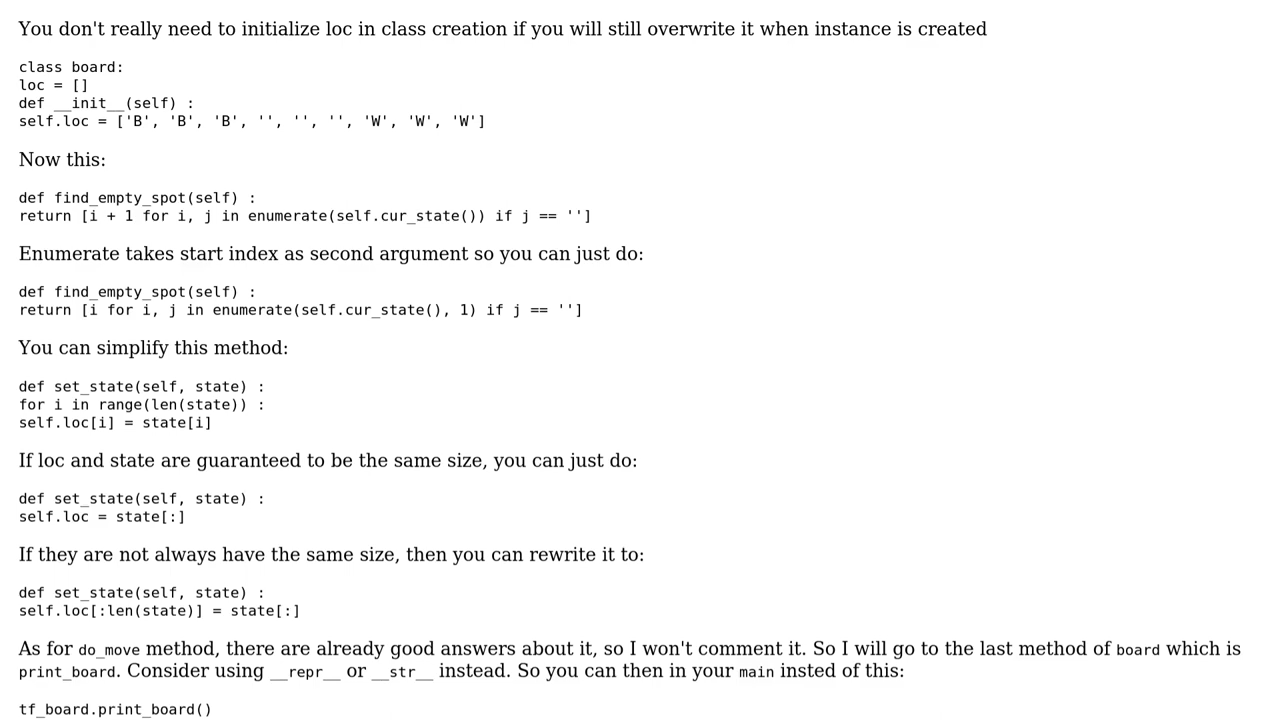 You don't really need to initialize loc in class creation if you will still overwrite it when instance is created
class board:
loc = []
def __init__(self) :
self.loc = ['B', 'B', 'B', '', '', '', 'W', 'W', 'W']
Now this:
def find_empty_spot(self) :
return [i + 1 for i, j in enumerate(self.cur_state()) if j == '']
Enumerate takes start index as second argument so you can just do:
def find_empty_spot(self) :
return [i for i, j in enumerate(self.cur_state(), 1) if j == '']
You can simplify this method:
def set_state(self, state) :
for i in range(len(state)) :
self.loc[i] = state[i]
If loc and state are guaranteed to be the same size, you can just do:
def set_state(self, state) :
self.loc = state[:]
If they are not always have the same size, then you can rewrite it to:
def set_state(self, state) :
self.loc[:len(state)] = state[:]
As for do_move method, there are already good answers about it, so I won't comment it. So I will go to the last method of board which is
print_board. Consider using __repr__ or __str__ instead. So you can then in your main insted of this:
tf_board.print_board()